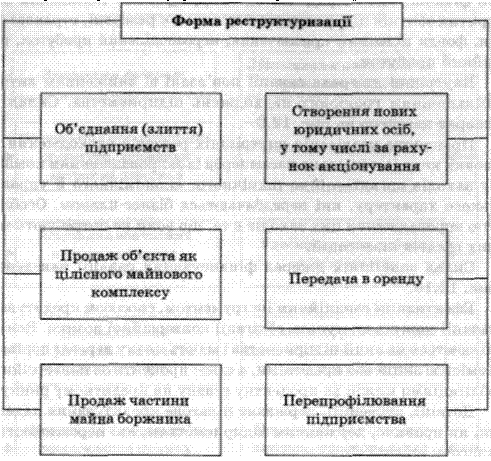 Форма реструктуризації
Об’єднання (злиття)
підприємств
Створення нових
юридичних осіб,
у тому числі за раху-
нок акціонування
Продаж об’єкта як
цілісного майнового
комплексу
Передача в оренду
Продаж частини
майна боржника
Перепрофілювання
підприємства